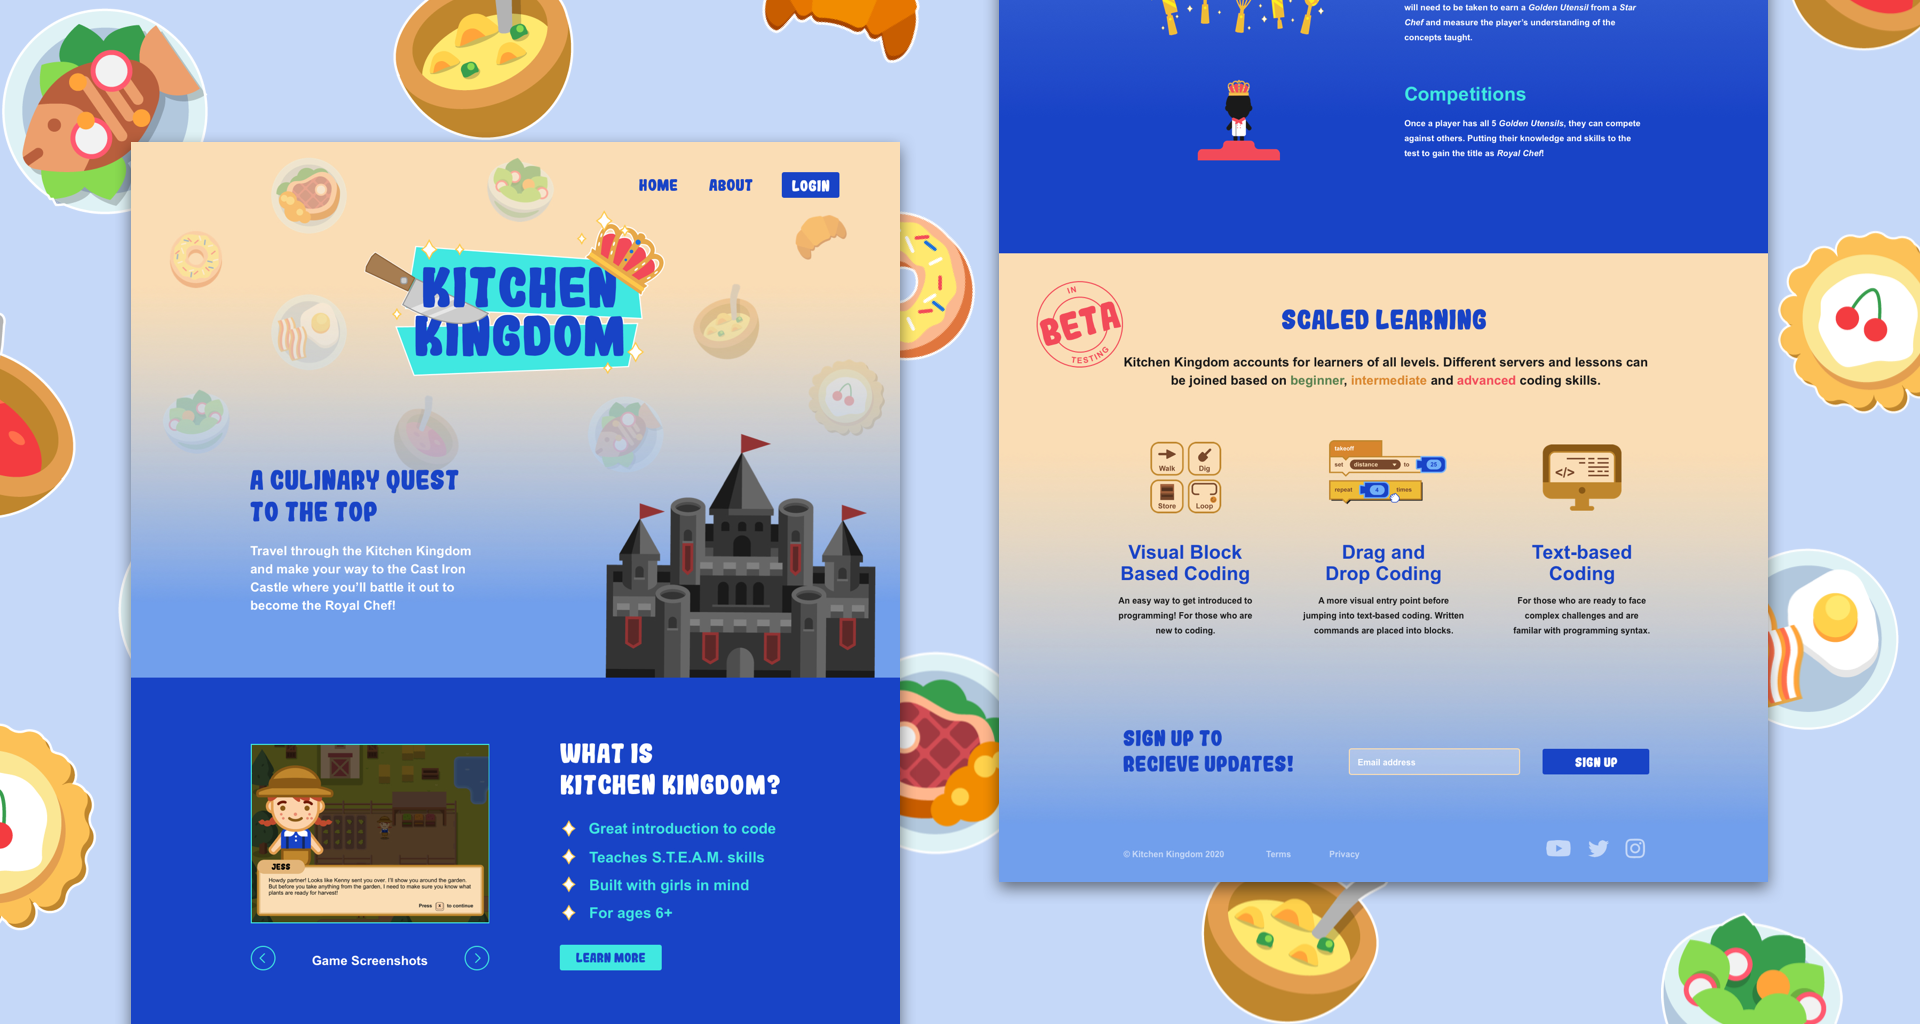 HOME ABOUT LOGIN
KITCHEN
KINGDOM
A CULINARY QUEST
TO THE TOP
Travel through the Kitchen Kingdom
and make your way to the Cast Iron
Castle where you'll battle it out to
become the Royal Chef!
JESS
Howdy partner! Looks like Kenny sent you over. I'll show you around the garden.
But before you take anything from the garden. I need to make sure you know what
plants are ready for harvest!
Press X to continue
Game Screenshots
WHAT IS
KITCHEN KINGDOM?
Great introduction to code
Teaches S.T.E.A.M. skills
Built with girls in mind
For ages 6+
LEARN MORE
will need to be taken to earn a Golden Utensil from a Star
Chef and measure the player's understanding of the
concepts taught.
Competitions
Once a player has all 5 Golden Utensils, they can compete
against others. Putting their knowledge and skills to the
test to gain the title as Royal Chef!
IN
BETA
TESTING
SCALED LEARNING
Kitchen Kingdom accounts for learners of all levels. Different servers and lessons can
be joined based on beginner, intermediate and advanced coding skills.
Walk Dig
Store Loop
takeoff
set distance to 25
repeat 4 times
</>
Visual Block
Based Coding
An easy way to get introduced to
programming! For those who are
new to coding.
Drag and
Drop Coding
A more visual entry point before
jumping into text-based coding. Written
commands are placed into blocks.
Text-based
Coding
For those who are ready to face
complex challenges and are
familar with programming syntax.
SIGN UP TO
RECIEVE UPDATES!
Email address
SIGN UP
© Kitchen Kingdom 2020 Terms Privacy